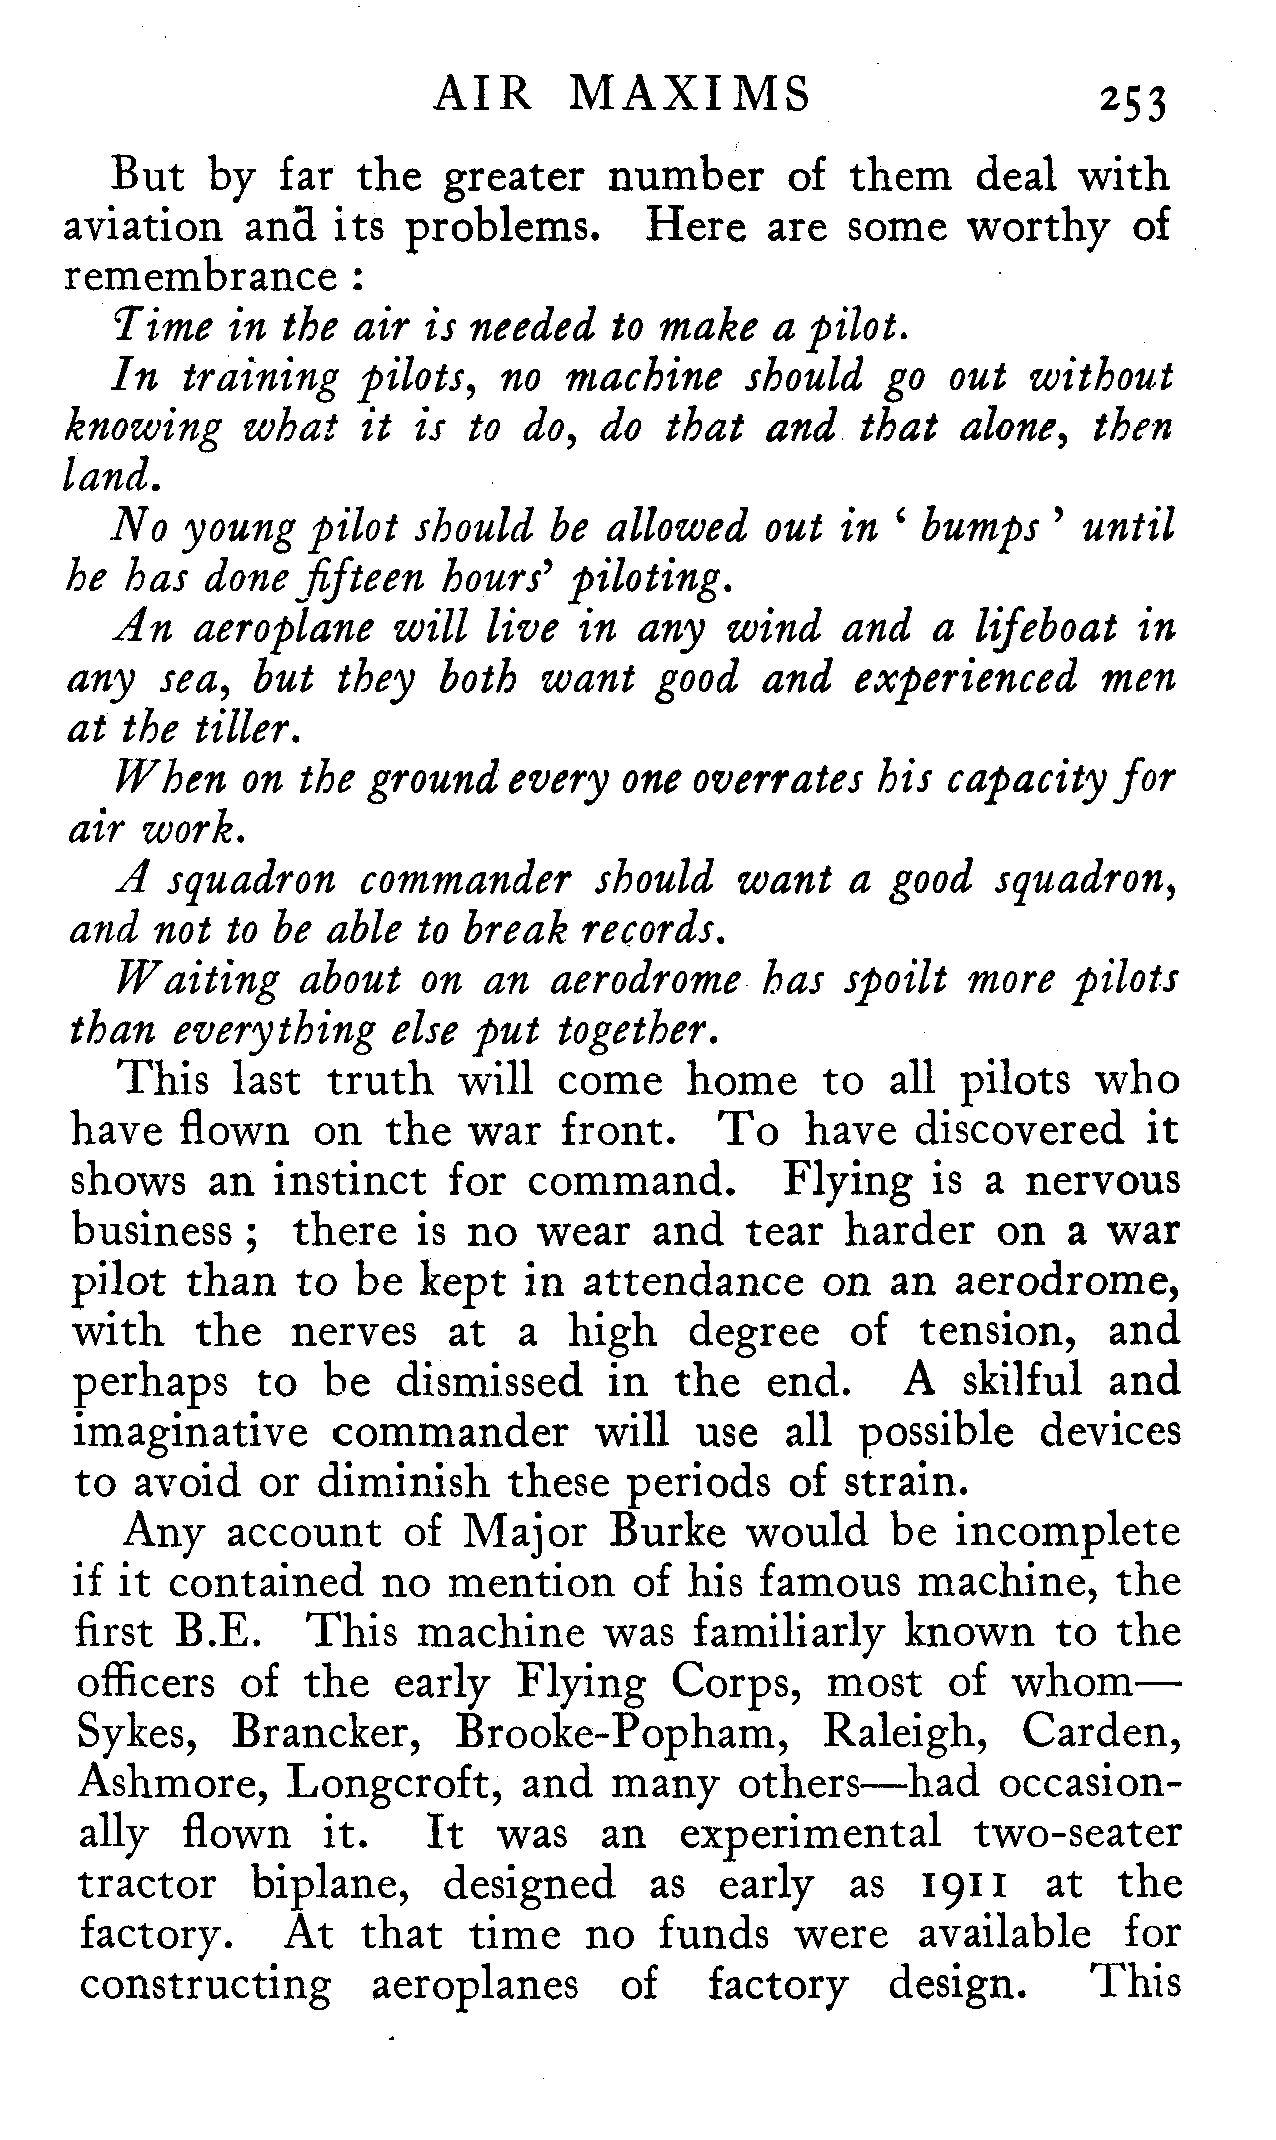 AIR MAXIMS 253
But by far the greater number of them deal with
aviation and its problems. Here are some worthy of
remembrance :
Time in the air is needed to make a pilot.
In training pilots, no machine should go out without
knowing what it is to do, do that and that alone, then
land.
No young pilot should be allowed out in ‘ bumps ’ until
he has done fifteen hours’ piloting.
An aeroplane will live in any wind and a lifeboat in
any sea, but they both want good and experienced men
at the tiller.
When on the ground every one overrates his capacity for
air work.
A squadron commander should want a good squadron,
and not to be able to break records.
Waiting about on an aerodrome has spoilt more pilots
than everything else put together.
This last truth will come home to all pilots who
have flown on the war front. To have discovered it
shows an instinct for command. Flying is a nervous
business ; there is no wear and tear harder on a war
pilot than to be kept in attendance on an aerodrome,
with the nerves at a high degree of tension, and
perhaps to be dismissed in the end. A skilful and
imaginative commander will use all possible devices
to avoid or diminish these periods of strain.
Any account of Major Burke would be incomplete
if it contained no mention of his famous machine, the
first B.E. This machine was familiarly known to the
officers of the early Flying Corps, most of whom—
Sykes, Brancker, Brooke-Popham, Raleigh, Carden,
Ashmore, Longcroft, and many others—had occasion-
ally flown it. It was an experimental two-seater
tractor biplane, designed as early as 1911 at the
factory. At that time no funds were available for
constructing aeroplanes of factory design. This